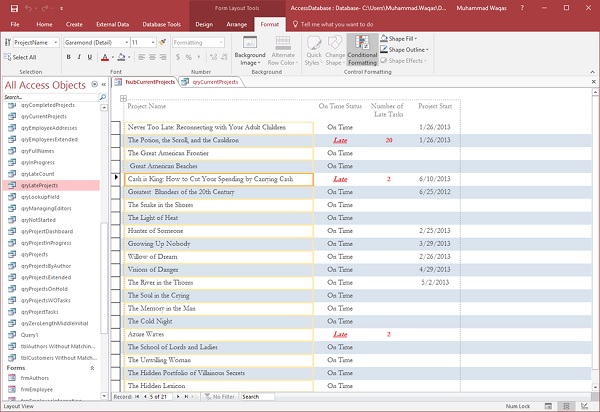 Form Layout Tools
AccessDatabase : Database- C:\Users\Muhammad.Waqas\D...
Muhammad Waqas
File Home Create External Data Database Tools Design Arrange Format Tell me what you want to do
ProjectName
Select All
Selection
Garamond (Detail) 11
Font
Formatting
Number
Background Image
Alternate Row Color
Background
Quick Styles
Change Shape
Conditional Formatting
Shape Fill
Shape Outline
Shape Effects
Control Formatting
All Access Objects
Search...
qryCompletedProjects
qryCurrentProjects
qryEmployeeAddresses
qryEmployeesExtended
qryFullNames
qryInProgress
qryLateCount
qryLateProjects
qryLookupField
qryManagingEditors
qryNotStarted
qryProjectDashboard
qryProjectInProgress
qryProjects
qryProjectsByAuthor
qryProjectsExtended
qryProjectsOnHold
qryProjectsWOTasks
qryProjectTasks
qryZeroLengthMiddleInitial
Query1
tblAuthors Without Matchin...
tblCustomers Without Match...
Forms
frmAuthors
frmEmployee
fsubCurrentProjects qryCurrentProjects
Project Name On Time Status Number of Late Tasks Project Start
Never Too Late: Reconnecting with Your Adult Children On Time 1/26/2013
The Potion, the Scroll, and the Cauldron Late 20 1/26/2013
The Great American Frontier On Time
Great American Beaches On Time
Cash is King: How to Cut Your Spending by Carrying Cash Late 2 6/10/2013
Greatest Blunders of the 20th Century On Time 6/25/2012
The Snake in the Shores On Time
The Light of Heat On Time
Hunter of Someone On Time 2/25/2013
Growing Up Nobody On Time 3/29/2013
Willow of Dream On Time 2/26/2013
Visions of Danger On Time 4/29/2013
The River in the Thorns On Time 5/2/2013
The Soul in the Crying On Time
The Memory in the Man On Time
The Cold Night On Time
Azure Waves Late 2
The School of Lords and Ladies On Time
The Unwilling Woman On Time
The Hidden Portfolio of Villainous Secrets On Time
The Hidden Lexicon On Time
Record: 5 of 21 No Filter Search
Layout View
Num Lock